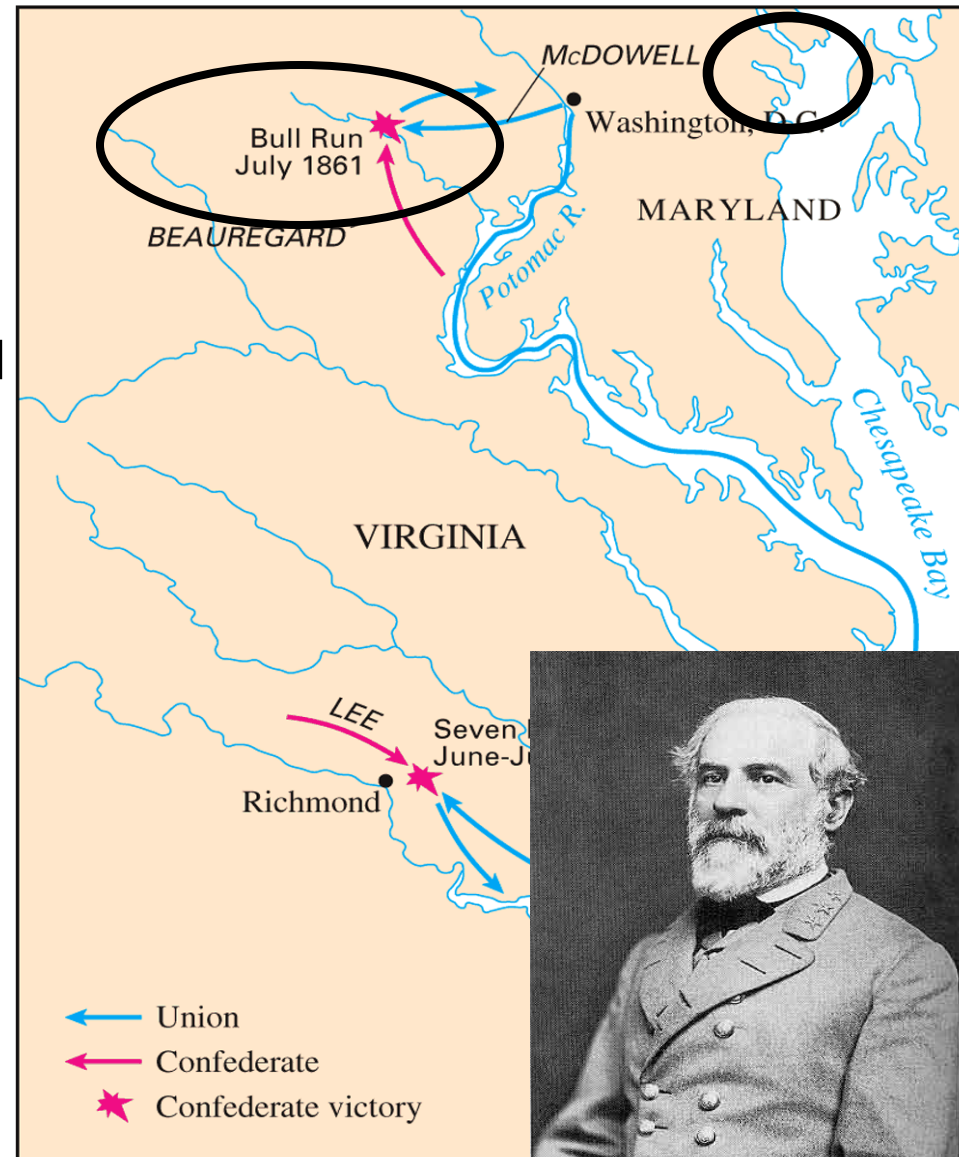 McDOWELL
Washington, D.C.
Bull Run
July 1861
MARYLAND
BEAUREGARD
Potomac R.
Chesapeake Bay
VIRGINIA
LEE
Seven
Richmond
Union
Confederate
Confederate victory